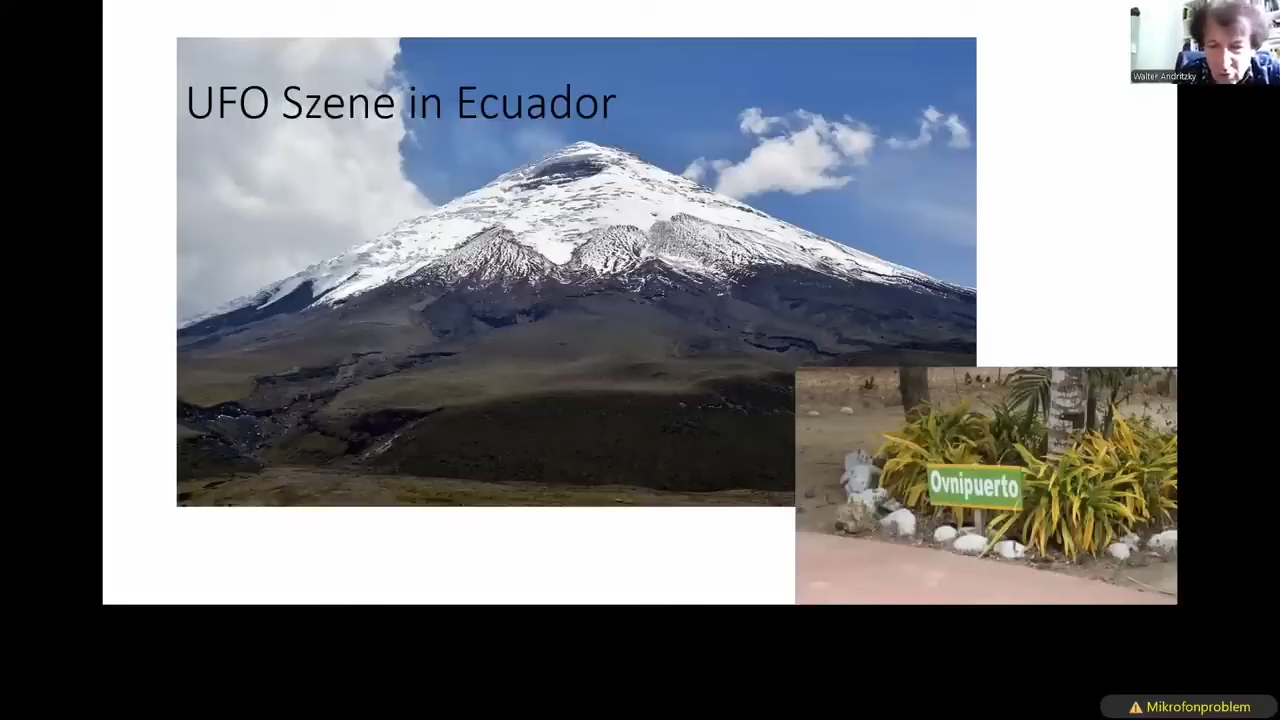 UFO Szene in Ecuador
Walter Andritzky
Ovnipuerto
Mikrofonproblem